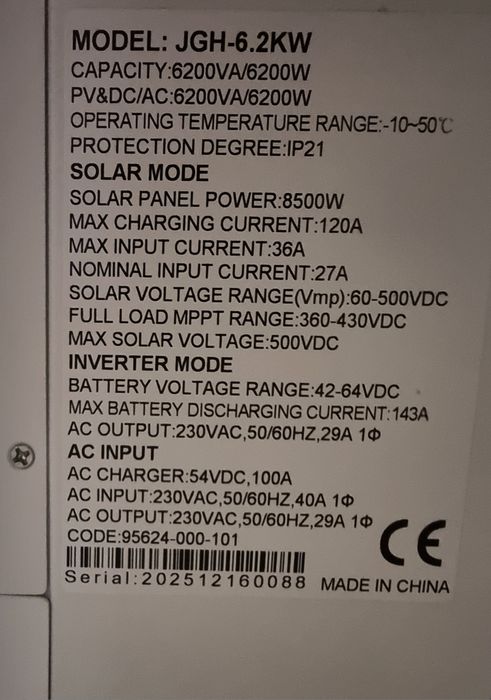 MODEL: JGH-6.2KW
CAPACITY:6200VA/6200W
PV&DC/AC:6200VA/6200W
OPERATING TEMPERATURE RANGE:-10~50℃
PROTECTION DEGREE:IP21
SOLAR MODE
SOLAR PANEL POWER:8500W
MAX CHARGING CURRENT:120A
MAX INPUT CURRENT:36A
NOMINAL INPUT CURRENT:27A
SOLAR VOLTAGE RANGE(Vmp):60-500VDC
FULL LOAD MPPT RANGE:360-430VDC
MAX SOLAR VOLTAGE:500VDC
INVERTER MODE
BATTERY VOLTAGE RANGE:42-64VDC
MAX BATTERY DISCHARGING CURRENT:143A
AC OUTPUT:230VAC,50/60HZ,29A 1Φ
AC INPUT
AC CHARGER:54VDC,100A
AC INPUT:230VAC,50/60HZ,40A 1Φ
AC OUTPUT:230VAC,50/60HZ,29A 1Φ
CODE:95624-000-101
CE
Serial:202512160088
MADE IN CHINA